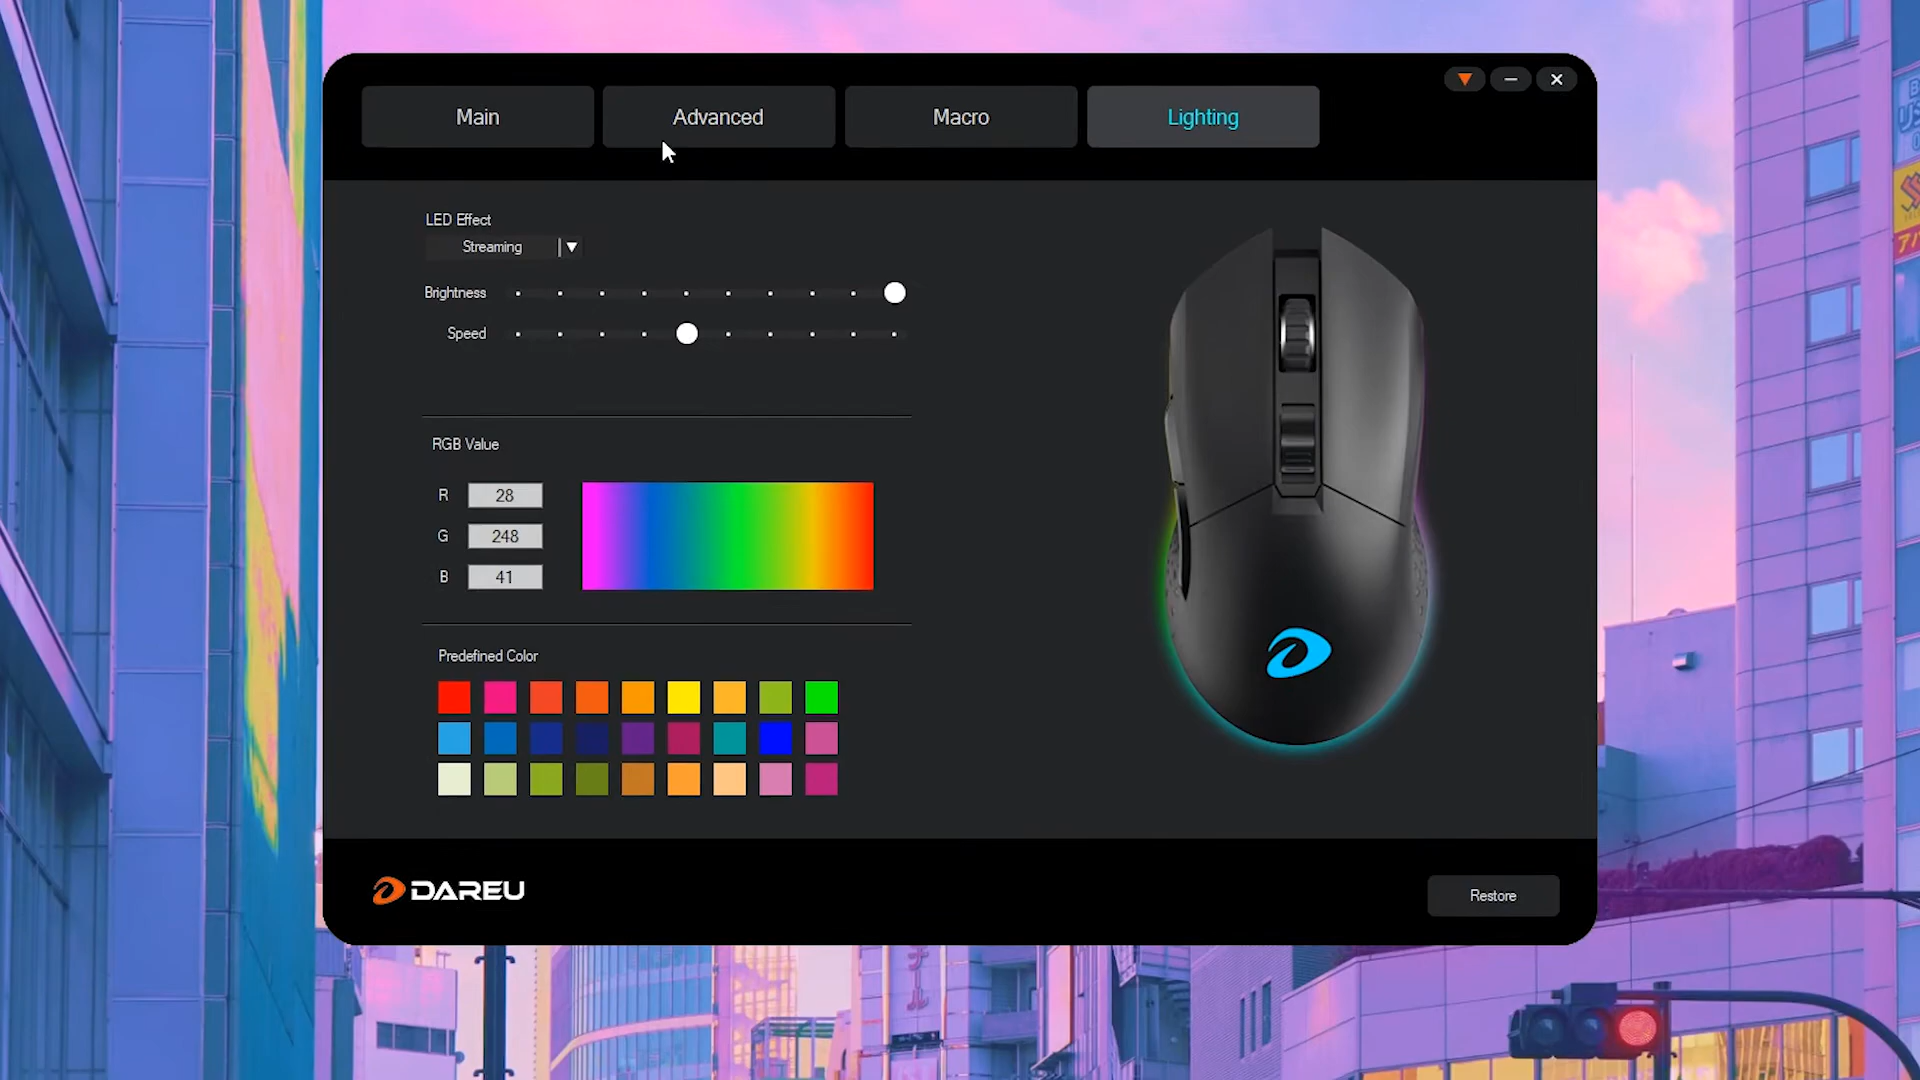 Main
Advanced
Macro
Lighting
LED Effect
Streaming
Brightness
Speed
RGB Value
R 28
G 248
B 41
Predefined Color
DAREU
Restore